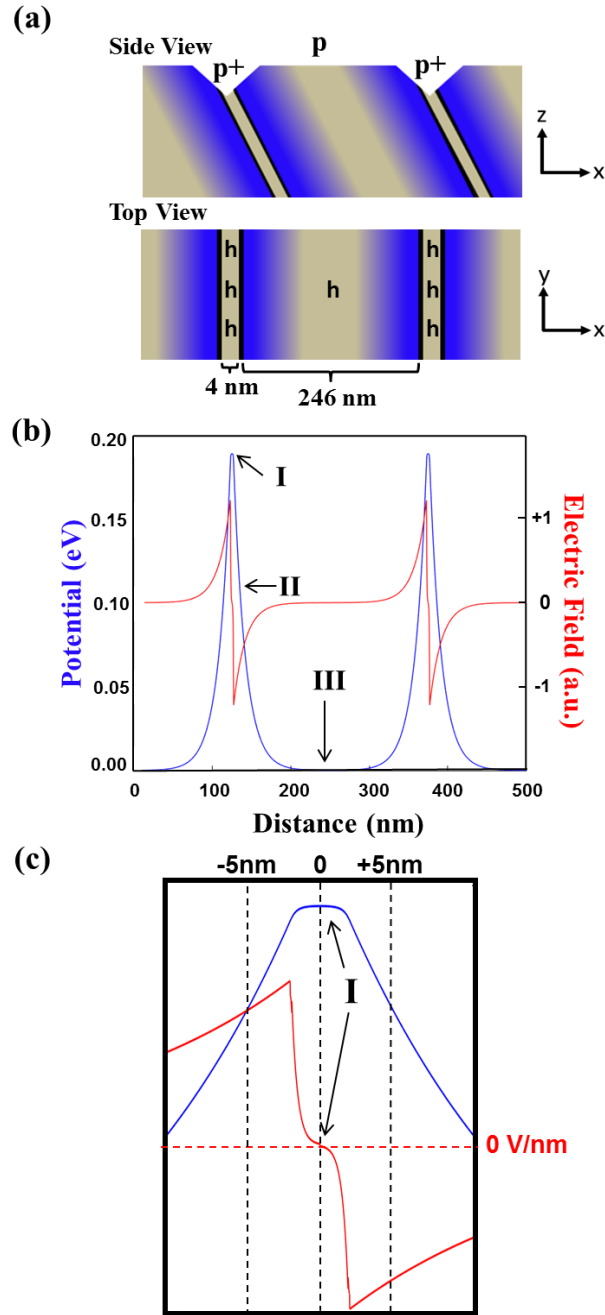 (a)
Side View
p+
p
p+
z
x
Top View
h
h
h
h
h
h
h
y
x
4 nm
246 nm
(b)
Potential (eV)
0.20
0.15
0.10
0.05
0.00
I
II
III
+1
0
-1
Electric Field (a.u.)
0 100 200 300 400 500
Distance (nm)
(c)
-5nm 0 +5nm
I
0 V/nm